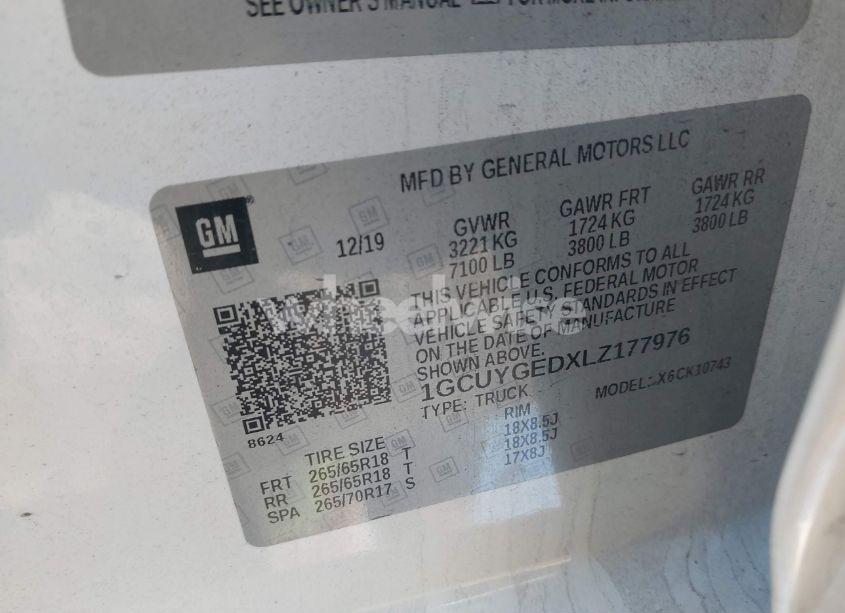 SEE OWNER'S MANUAL FOR MORE
MFD BY GENERAL MOTORS LLC
GM
12/19
GVWR GAWR FRT GAWR RR
3221 KG 1724 KG 1724 KG
7100 LB 3800 LB 3800 LB
THIS VEHICLE CONFORMS TO ALL
APPLICABLE U.S. FEDERAL MOTOR
VEHICLE SAFETY STANDARDS IN EFFECT
ON THE DATE OF MANUFACTURE
SHOWN ABOVE.
1GCUYGEDXLZ177976
TYPE: TRUCK MODEL: X6CK10743
8624
TIRE SIZE RIM
FRT 265/65R18 T 18X8.5J
RR 265/65R18 T 18X8.5J
SPA 265/70R17 S 17X8J